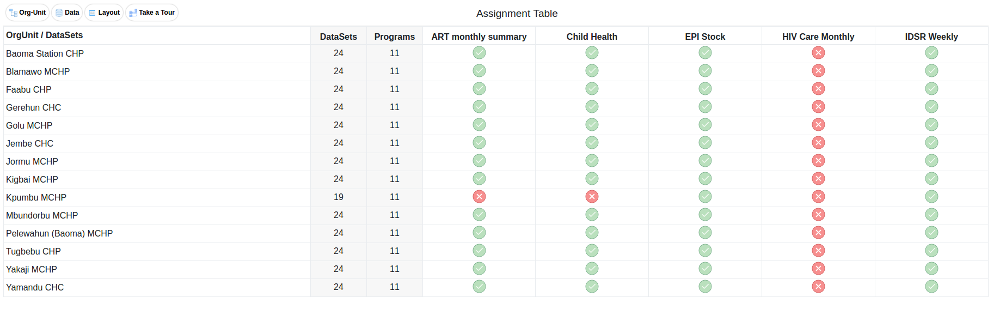 Org-Unit Data Layout Take a Tour
Assignment Table
OrgUnit / DataSets DataSets Programs ART monthly summary Child Health EPI Stock HIV Care Monthly IDSR Weekly
Baoma Station CHP 24 11
Blamawo MCHP 24 11
Faabu CHP 24 11
Gerehun CHC 24 11
Golu MCHP 24 11
Jembe CHC 24 11
Jormu MCHP 24 11
Kigbai MCHP 24 11
Kpumbu MCHP 19 11
Mbundorbu MCHP 24 11
Pelewahun (Baoma) MCHP 24 11
Tugbebu CHP 24 11
Yakaji MCHP 24 11
Yamandu CHC 24 11